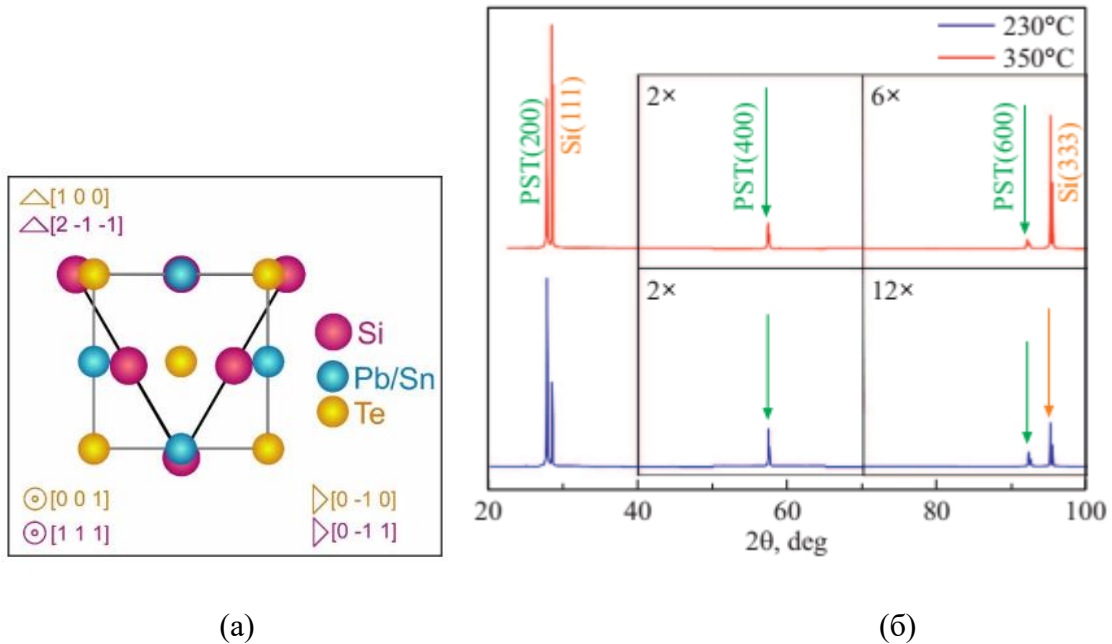 △[1 0 0]
△[2 -1 -1]
Si
Pb/Sn
Te
⊙[0 0 1]
⊙[1 1 1]
▷[0 -1 0]
▷[0 -1 1]
(а)
230°C
350°C
PST(200)
Si(111)
2×
PST(400)
6×
PST(600)
Si(333)
2×
12×
20
40
60
80
100
2θ, deg
(б)